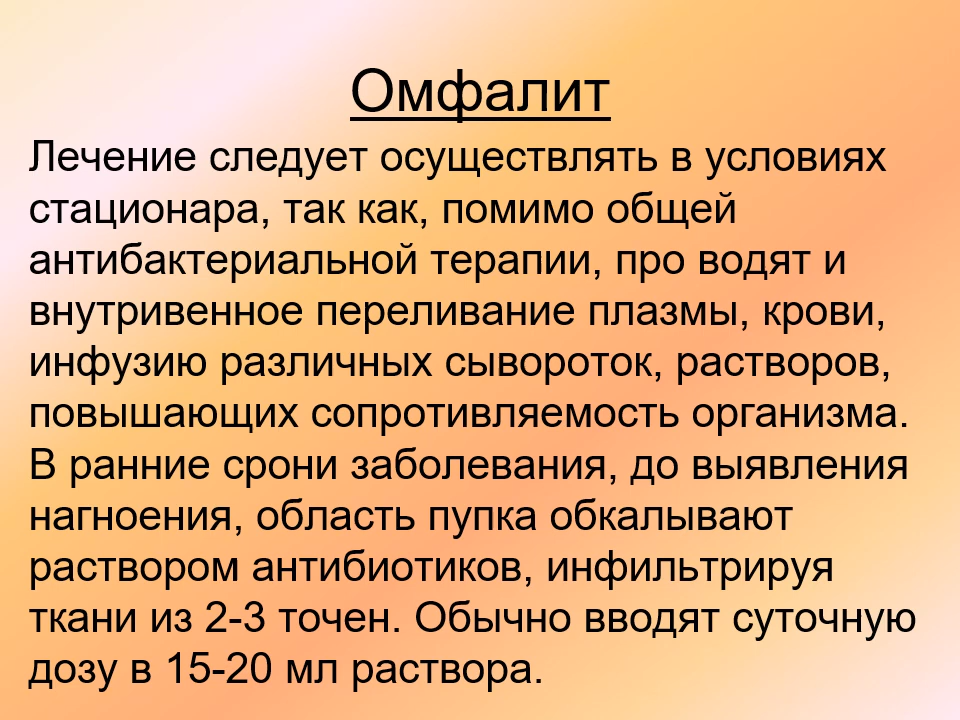 Омфалит
Лечение следует осуществлять в условиях
стационара, так как, помимо общей
антибактериальной терапии, про водят и
внутривенное переливание плазмы, крови,
инфузию различных сывороток, растворов,
повышающих сопротивляемость организма.
В ранние срони заболевания, до выявления
нагноения, область пупка обкалывают
раствором антибиотиков, инфильтрируя
ткани из 2-3 точен. Обычно вводят суточную
дозу в 15-20 мл раствора.